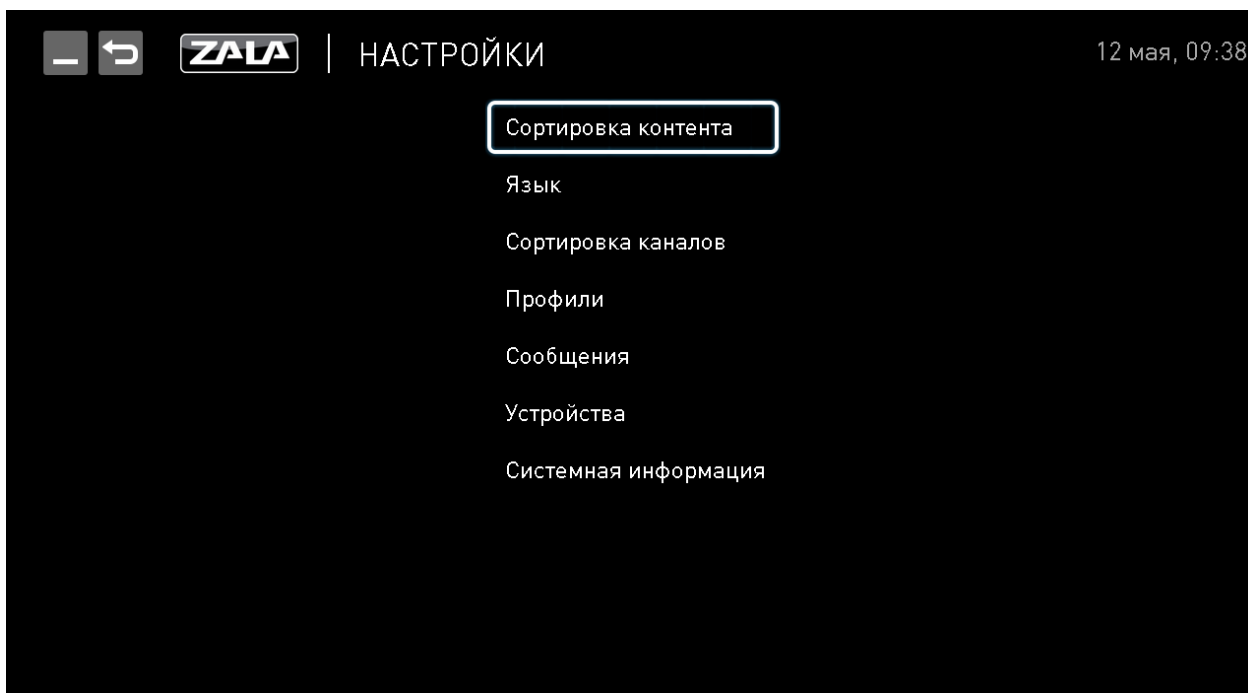 ZALA | НАСТРОЙКИ 12 мая, 09:38
Сортировка контента
Язык
Сортировка каналов
Профили
Сообщения
Устройства
Системная информация